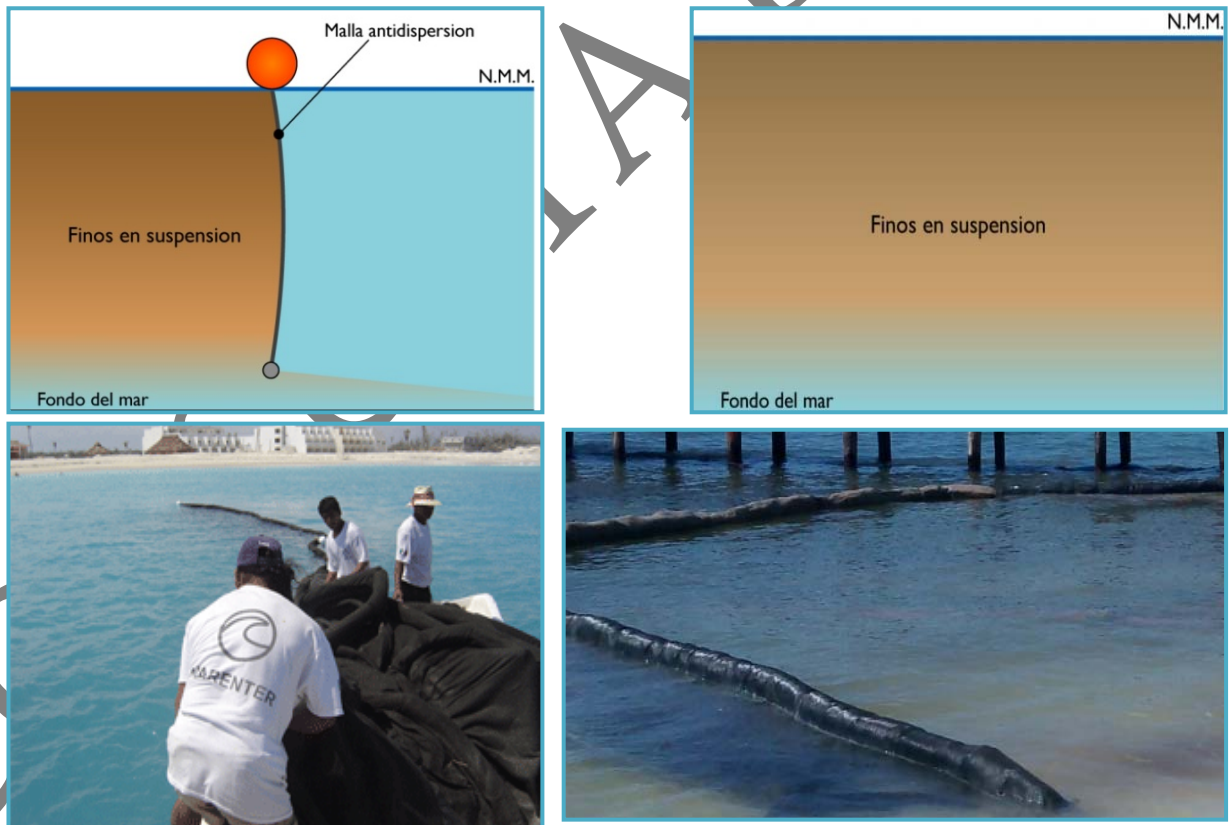 Malla antidispersion
N.M.M.
Finos en suspension
Fondo del mar
N.M.M.
Finos en suspension
Fondo del mar